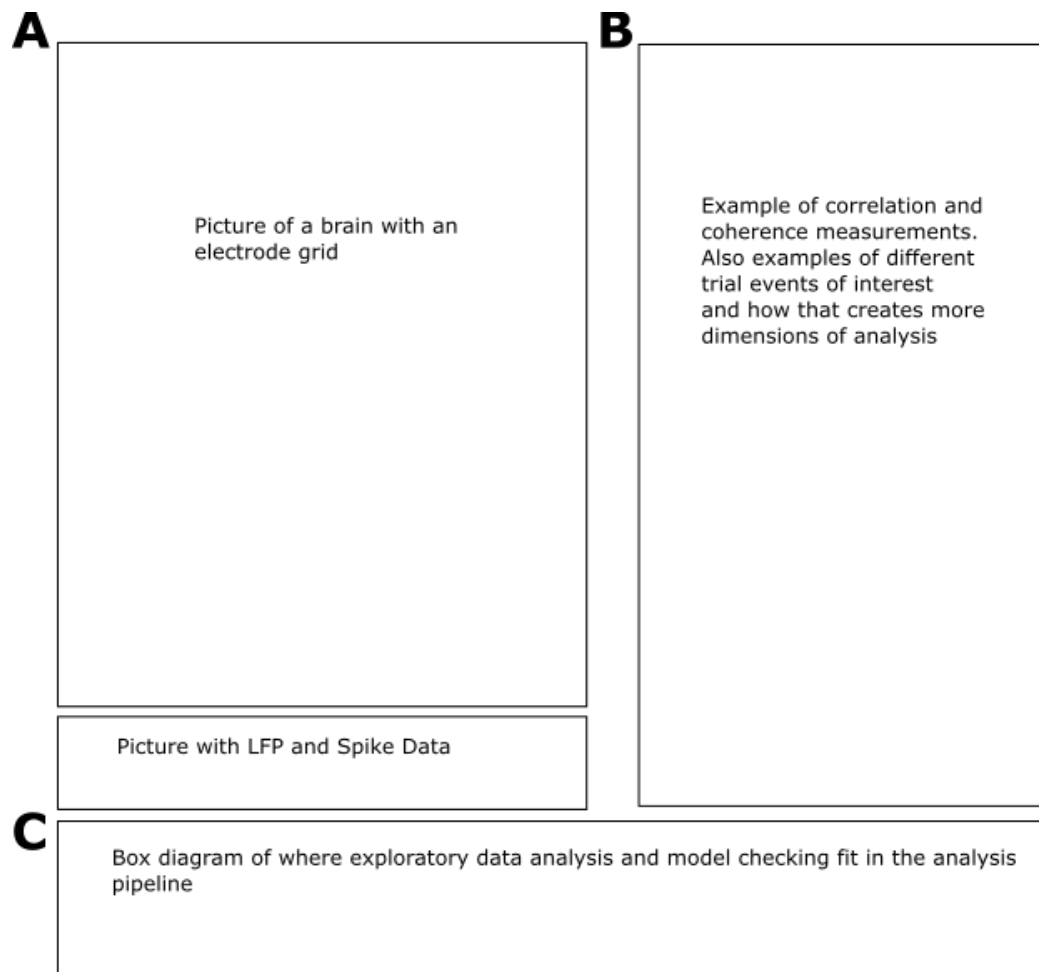 A
Picture of a brain with an
electrode grid
Picture with LFP and Spike Data
B
Example of correlation and
coherence measurements.
Also examples of different
trial events of interest
and how that creates more
dimensions of analysis
C
Box diagram of where exploratory data analysis and model checking fit in the analysis
pipeline